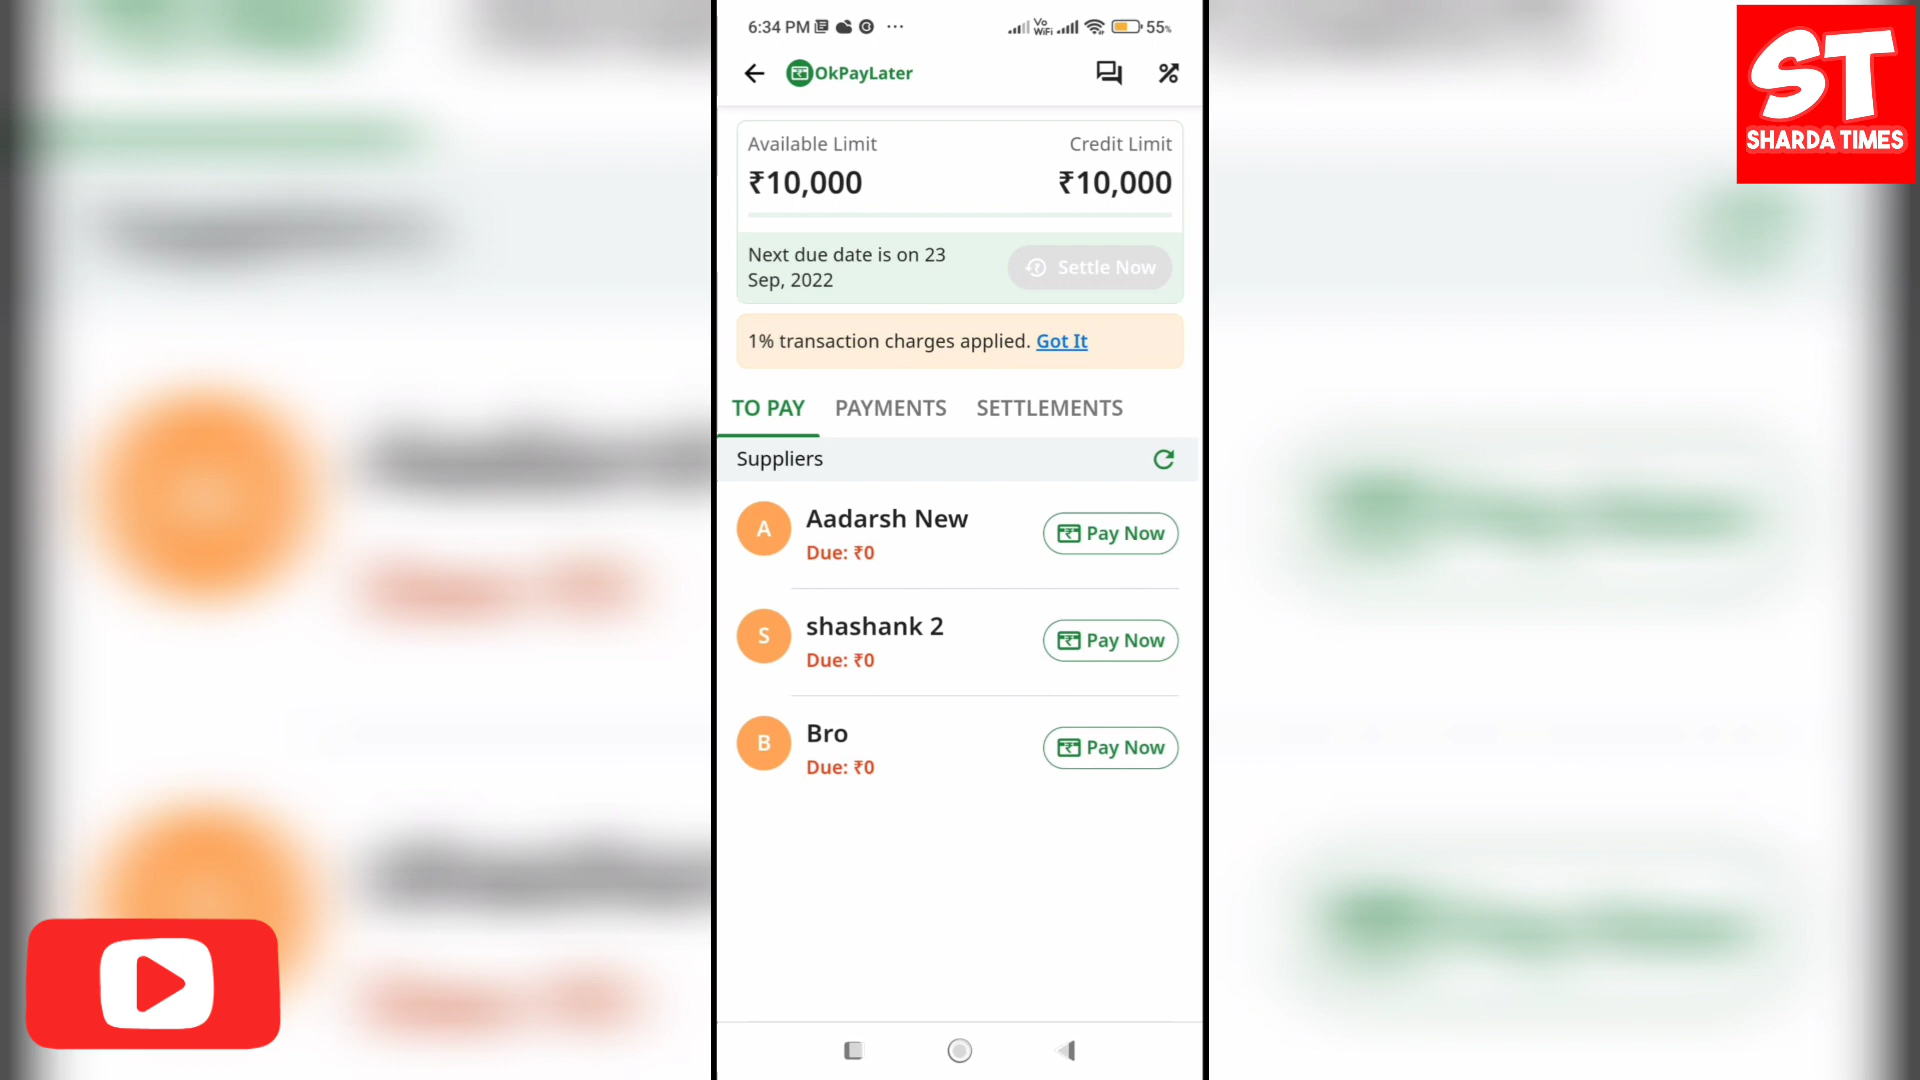 6:34 PM
Vo
WiFi
55%
OkPayLater
Available Limit
Credit Limit
₹10,000
₹10,000
Next due date is on 23
Sep, 2022
Settle Now
1% transaction charges applied. Got It
TO PAY
PAYMENTS
SETTLEMENTS
Suppliers
A
Aadarsh New
Due: ₹0
Pay Now
S
shashank 2
Due: ₹0
Pay Now
B
Bro
Due: ₹0
Pay Now
ST
SHARDA TIMES